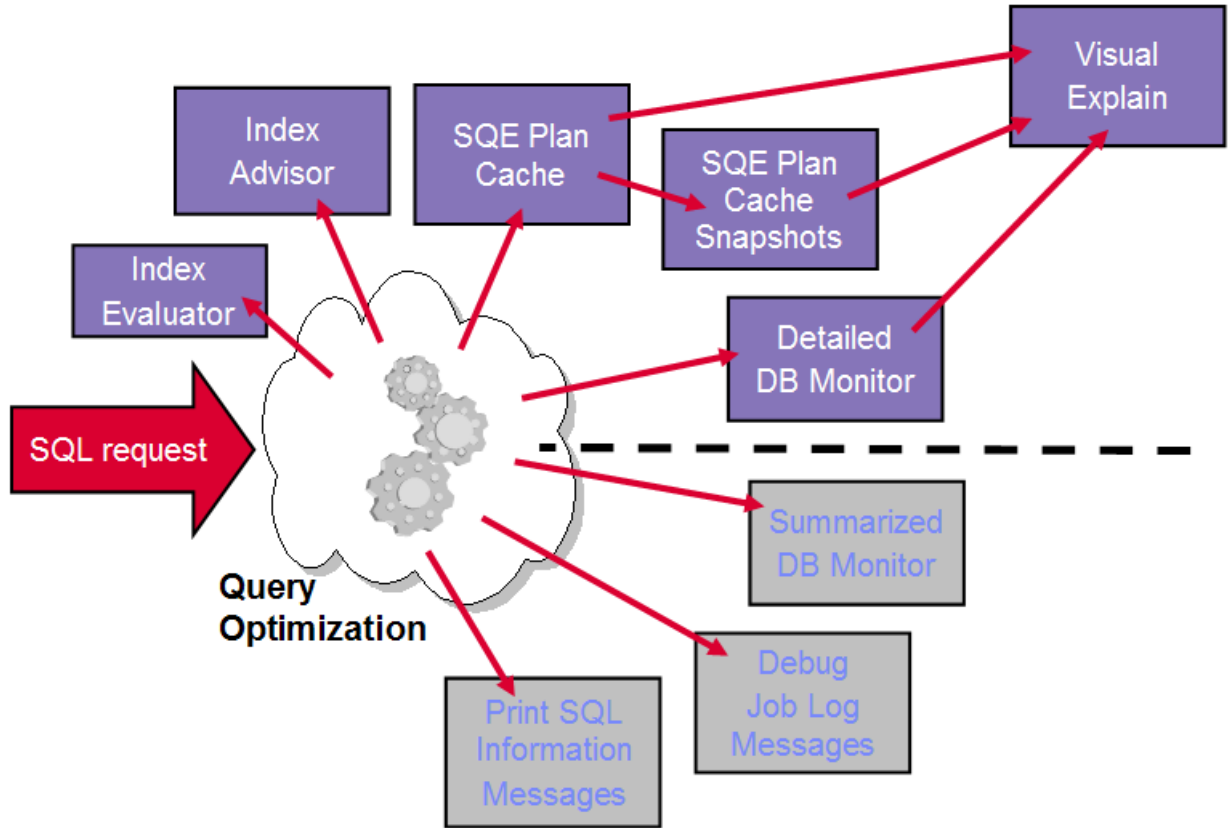 Visual
Explain
Index
Advisor
SQE Plan
Cache
SQE Plan
Cache
Snapshots
Index
Evaluator
Detailed
DB Monitor
SQL request
Summarized
DB Monitor
Query
Optimization
Debug
Job Log
Messages
Print SQL
Information
Messages